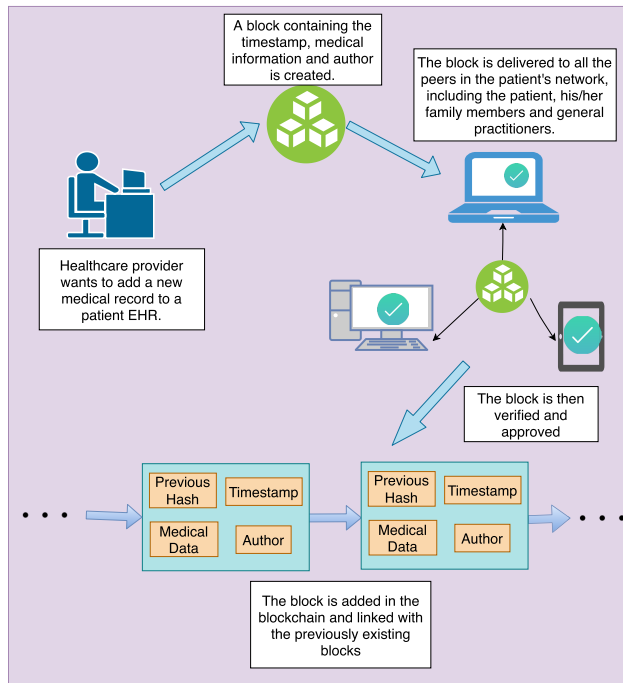 A block containing the
timestamp, medical
information and author
is created.
The block is delivered to all the
peers in the patient's network,
including the patient, his/her
family members and general
practitioners.
Healthcare provider
wants to add a new
medical record to a
patient EHR.
The block is then
verified and
approved
Previous
Hash
Timestamp
Medical
Data
Author
Previous
Hash
Timestamp
Medical
Data
Author
The block is added in the
blockchain and linked with
the previously existing
blocks